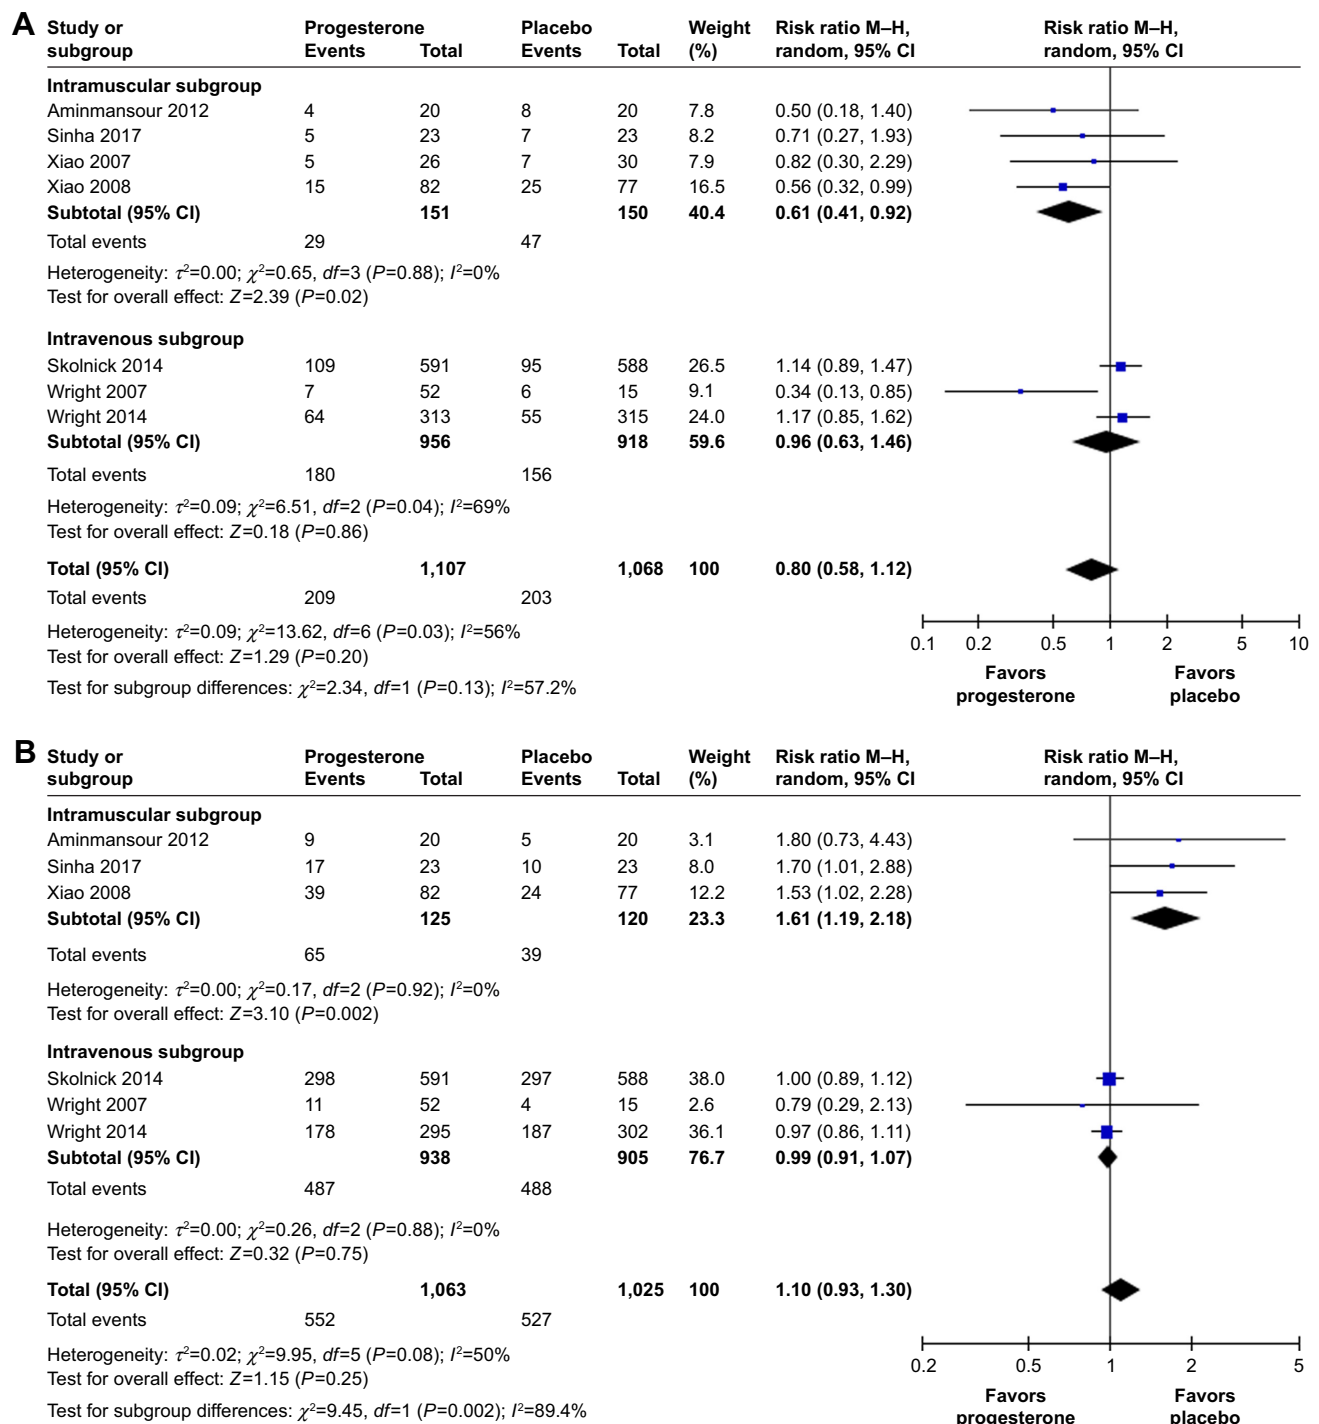 A
Study or subgroup Progesterone Events Total Placebo Events Total Weight (%) Risk ratio M–H, random, 95% CI Risk ratio M–H, random, 95% CI
Intramuscular subgroup
Aminmansour 2012 4 20 8 20 7.8 0.50 (0.18, 1.40)
Sinha 2017 5 23 7 23 8.2 0.71 (0.27, 1.93)
Xiao 2007 5 26 7 30 7.9 0.82 (0.30, 2.29)
Xiao 2008 15 82 25 77 16.5 0.56 (0.32, 0.99)
Subtotal (95% CI) 151 150 40.4 0.61 (0.41, 0.92)
Total events 29 47
Heterogeneity: τ²=0.00; χ²=0.65, df=3 (P=0.88); I²=0%
Test for overall effect: Z=2.39 (P=0.02)
Intravenous subgroup
Skolnick 2014 109 591 95 588 26.5 1.14 (0.89, 1.47)
Wright 2007 7 52 6 15 9.1 0.34 (0.13, 0.85)
Wright 2014 64 313 55 315 24.0 1.17 (0.85, 1.62)
Subtotal (95% CI) 956 918 59.6 0.96 (0.63, 1.46)
Total events 180 156
Heterogeneity: τ²=0.09; χ²=6.51, df=2 (P=0.04); I²=69%
Test for overall effect: Z=0.18 (P=0.86)
Total (95% CI) 1,107 1,068 100 0.80 (0.58, 1.12)
Total events 209 203
Heterogeneity: τ²=0.09; χ²=13.62, df=6 (P=0.03); I²=56%
Test for overall effect: Z=1.29 (P=0.20)
Test for subgroup differences: χ²=2.34, df=1 (P=0.13); I²=57.2%
0.1 0.2 0.5 1 2 5 10
Favors progesterone Favors placebo
B
Study or subgroup Progesterone Events Total Placebo Events Total Weight (%) Risk ratio M–H, random, 95% CI Risk ratio M–H, random, 95% CI
Intramuscular subgroup
Aminmansour 2012 9 20 5 20 3.1 1.80 (0.73, 4.43)
Sinha 2017 17 23 10 23 8.0 1.70 (1.01, 2.88)
Xiao 2008 39 82 24 77 12.2 1.53 (1.02, 2.28)
Subtotal (95% CI) 125 120 23.3 1.61 (1.19, 2.18)
Total events 65 39
Heterogeneity: τ²=0.00; χ²=0.17, df=2 (P=0.92); I²=0%
Test for overall effect: Z=3.10 (P=0.002)
Intravenous subgroup
Skolnick 2014 298 591 297 588 38.0 1.00 (0.89, 1.12)
Wright 2007 11 52 4 15 2.6 0.79 (0.29, 2.13)
Wright 2014 178 295 187 302 36.1 0.97 (0.86, 1.11)
Subtotal (95% CI) 938 905 76.7 0.99 (0.91, 1.07)
Total events 487 488
Heterogeneity: τ²=0.00; χ²=0.26, df=2 (P=0.88); I²=0%
Test for overall effect: Z=0.32 (P=0.75)
Total (95% CI) 1,063 1,025 100 1.10 (0.93, 1.30)
Total events 552 527
Heterogeneity: τ²=0.02; χ²=9.95, df=5 (P=0.08); I²=50%
Test for overall effect: Z=1.15 (P=0.25)
Test for subgroup differences: χ²=9.45, df=1 (P=0.002); I²=89.4%
0.2 0.5 1 2 5
Favors progesterone Favors placebo